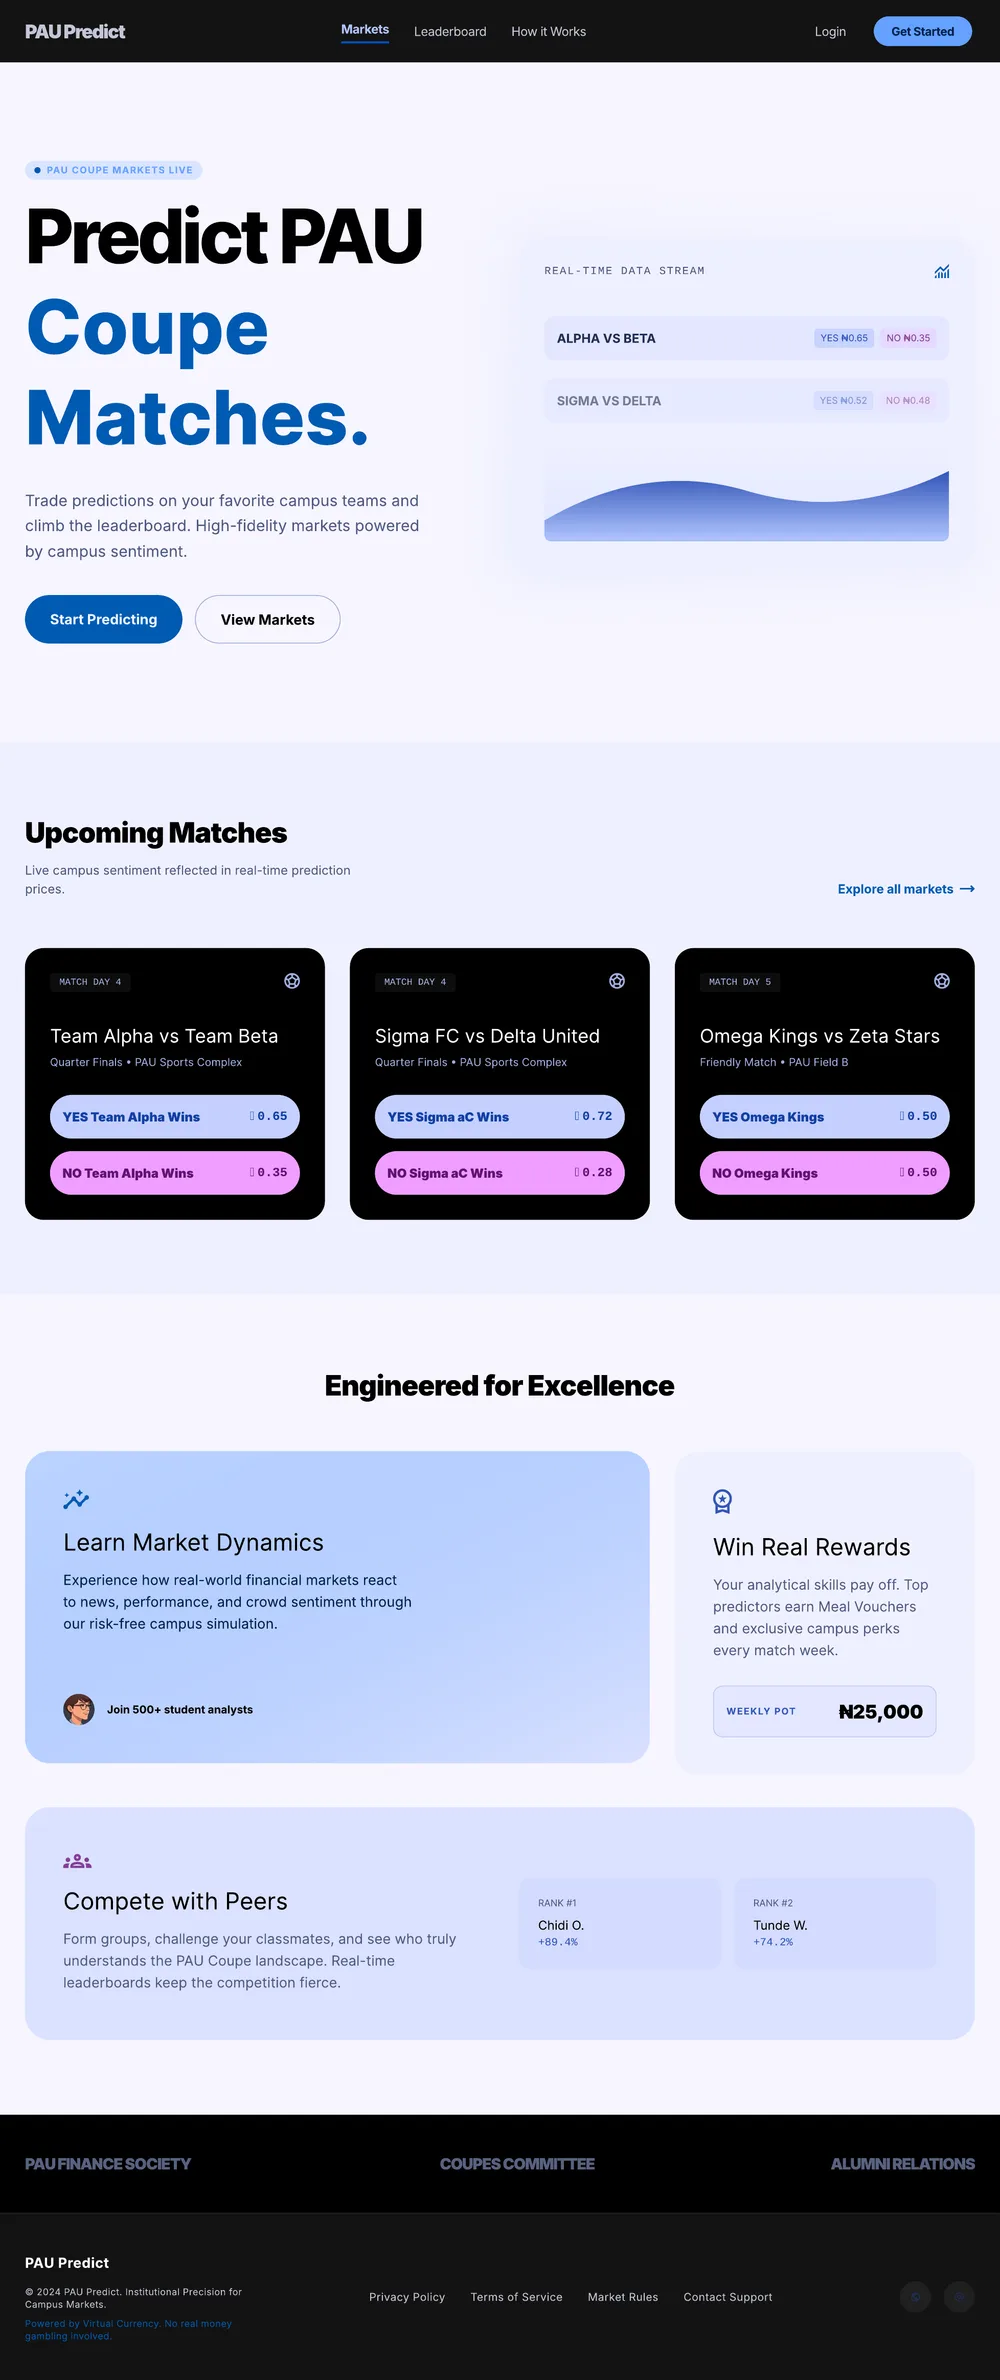 PAU Predict
Markets
Leaderboard
How it Works
Login
Get Started
PAU COUPE MARKETS LIVE
Predict PAU
Coupe
Matches.
Trade predictions on your favorite campus teams and
climb the leaderboard. High-fidelity markets powered
by campus sentiment.
Start Predicting
View Markets
REAL-TIME DATA STREAM
ALPHA VS BETA
YES ₦0.65
NO ₦0.35
SIGMA VS DELTA
YES ₦0.52
NO ₦0.48
Upcoming Matches
Live campus sentiment reflected in real-time prediction
prices.
Explore all markets →
MATCH DAY 4
Team Alpha vs Team Beta
Quarter Finals • PAU Sports Complex
YES Team Alpha Wins
0.65
NO Team Alpha Wins
0.35
MATCH DAY 4
Sigma FC vs Delta United
Quarter Finals • PAU Sports Complex
YES Sigma aC Wins
0.72
NO Sigma aC Wins
0.28
MATCH DAY 5
Omega Kings vs Zeta Stars
Friendly Match • PAU Field B
YES Omega Kings
0.50
NO Omega Kings
0.50
Engineered for Excellence
Learn Market Dynamics
Experience how real-world financial markets react
to news, performance, and crowd sentiment through
our risk-free campus simulation.
Join 500+ student analysts
Win Real Rewards
Your analytical skills pay off. Top
predictors earn Meal Vouchers
and exclusive campus perks
every match week.
WEEKLY POT
₦25,000
Compete with Peers
Form groups, challenge your classmates, and see who truly
understands the PAU Coupe landscape. Real-time
leaderboards keep the competition fierce.
RANK #1
Chidi O.
+89.4%
RANK #2
Tunde W.
+74.2%
PAU FINANCE SOCIETY
COUPES COMMITTEE
ALUMNI RELATIONS
PAU Predict
© 2024 PAU Predict. Institutional Precision for
Campus Markets.
Powered by Virtual Currency. No real money
gambling involved.
Privacy Policy
Terms of Service
Market Rules
Contact Support